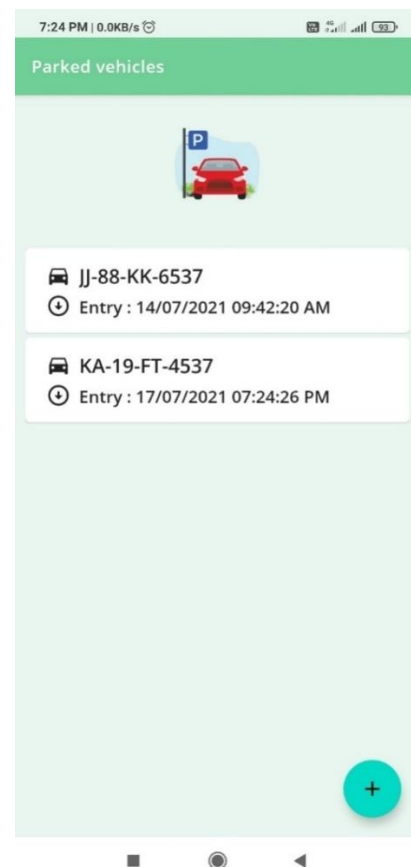 7:24 PM | 0.0KB/s
4G
93
Parked vehicles
P
JJ-88-KK-6537
Entry : 14/07/2021 09:42:20 AM
KA-19-FT-4537
Entry : 17/07/2021 07:24:26 PM
+